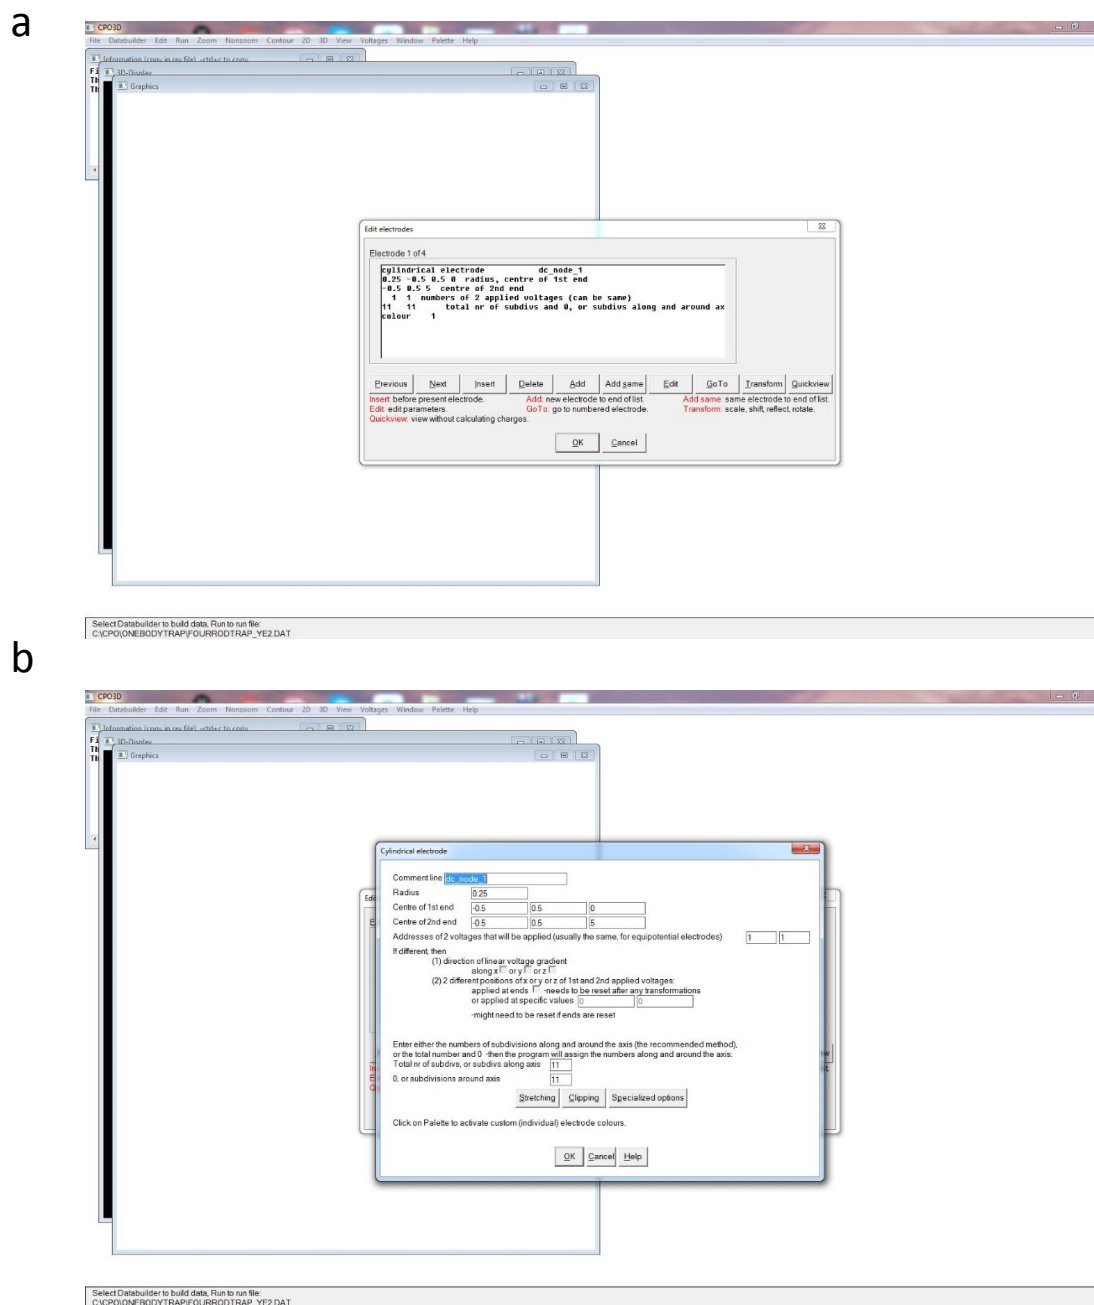 a
CPO3D
File Databuilder Edit Run Zoom Nonzoom Contour 2D 3D View Voltages Window Palette Help
Information (copy in rsv file). -ctrl+c to copy
3D-Display
Graphics
Edit electrodes
Electrode 1 of 4
cylindrical electrode dc_node_1
0.25 -0.5 0.5 0 radius, centre of 1st end
-0.5 0.5 5 centre of 2nd end
1 1 numbers of 2 applied voltages (can be same)
11 11 total nr of subdivs and 0, or subdivs along and around ax
colour 1
Previous Next Insert Delete Add Add same Edit GoTo Transform Quickview
Insert: before present electrode. Add: new electrode to end of list. Add same: same electrode to end of list.
Edit: edit parameters. GoTo: go to numbered electrode. Transform: scale, shift, reflect, rotate.
Quickview: view without calculating charges.
OK Cancel
Select Databuilder to build data, Run to run file:
C:\CPO\ONEBODYTRAP\FOURRODTRAP_YE2.DAT
b
CPO3D
File Databuilder Edit Run Zoom Nonzoom Contour 2D 3D View Voltages Window Palette Help
Information (copy in rsv file). -ctrl+c to copy
3D-Display
Graphics
Cylindrical electrode
Comment line dc_node_1
Radius 0.25
Centre of 1st end -0.5 0.5 0
Centre of 2nd end -0.5 0.5 5
Addresses of 2 voltages that will be applied (usually the same, for equipotential electrodes) 1 1
If different, then
(1) direction of linear voltage gradient
along x or y or z
(2) 2 different positions of x or y or z of 1st and 2nd applied voltages:
applied at ends -needs to be reset after any transformations
or applied at specific values 0 0
-might need to be reset if ends are reset
Enter either the numbers of subdivisions along and around the axis (the recommended method),
or the total number and 0 -then the program will assign the numbers along and around the axis:
Total nr of subdivs, or subdivs along axis 11
0, or subdivisions around axis 11
Stretching Clipping Specialized options
Click on Palette to activate custom (individual) electrode colours.
OK Cancel Help
Select Databuilder to build data, Run to run file:
C:\CPO\ONEBODYTRAP\FOURRODTRAP_YE2.DAT